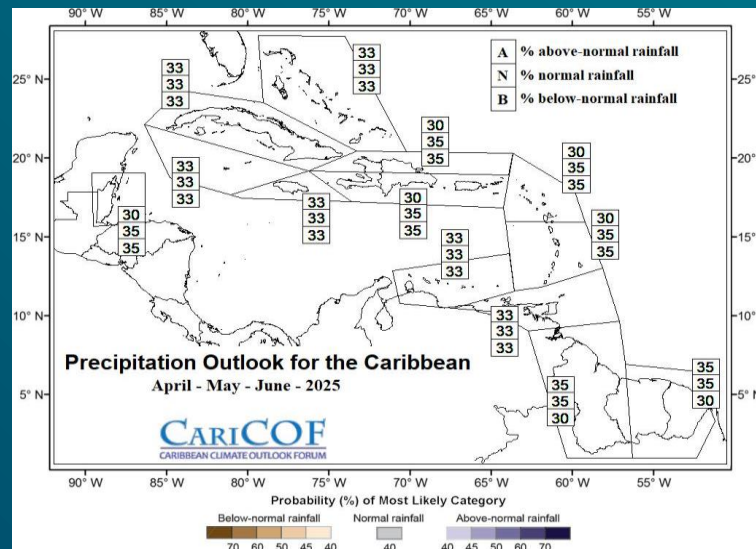 90° W 85° W 80° W 75° W 70° W 65° W 60° W 55° W
A % above-normal rainfall
N % normal rainfall
B % below-normal rainfall
25° N
20° N
15° N
10° N
5° N
25° N
20° N
15° N
10° N
5° N
33
33
33
33
33
33
30
35
35
30
35
35
33
33
33
33
33
33
30
35
35
30
35
35
30
35
35
33
33
33
33
33
33
35
35
30
35
35
30
Precipitation Outlook for the Caribbean
April - May - June - 2025
CARICOF
CARIBBEAN CLIMATE OUTLOOK FORUM
90° W 85° W 80° W 75° W 70° W 65° W 60° W 55° W
Probability (%) of Most Likely Category
Below-normal rainfall Normal rainfall Above-normal rainfall
70 60 50 45 40 40 40 45 50 60 70